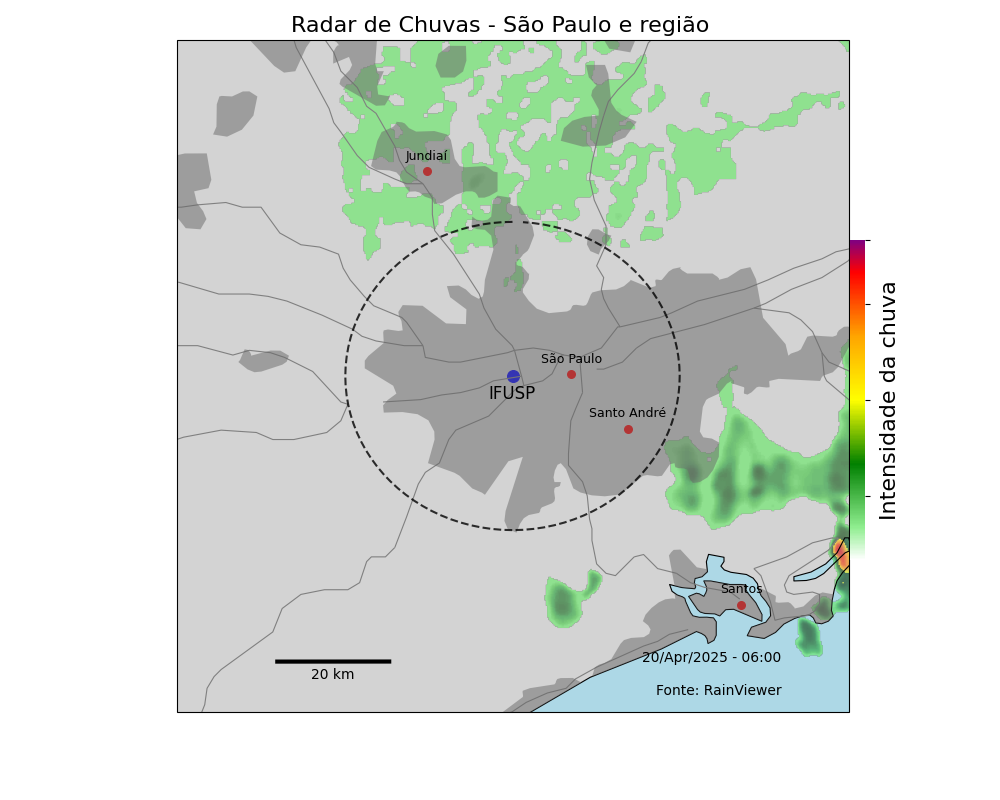 Radar de Chuvas - São Paulo e região
Jundiaí
São Paulo
IFUSP
Santo André
Intensidade da chuva
Santos
20/Apr/2025 - 06:00
20 km
Fonte: RainViewer